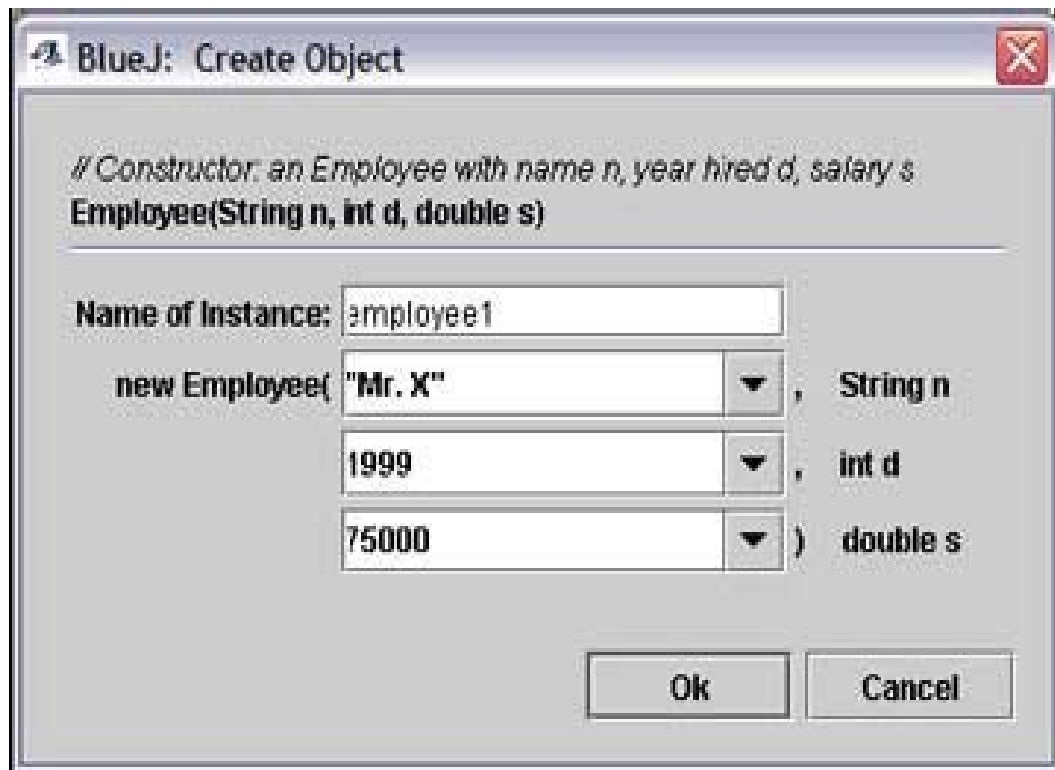 BlueJ: Create Object
// Constructor: an Employee with name n, year hired d, salary s
Employee(String n, int d, double s)
Name of Instance: employee1
new Employee( "Mr. X" , String n
1999 , int d
75000 ) double s
Ok Cancel